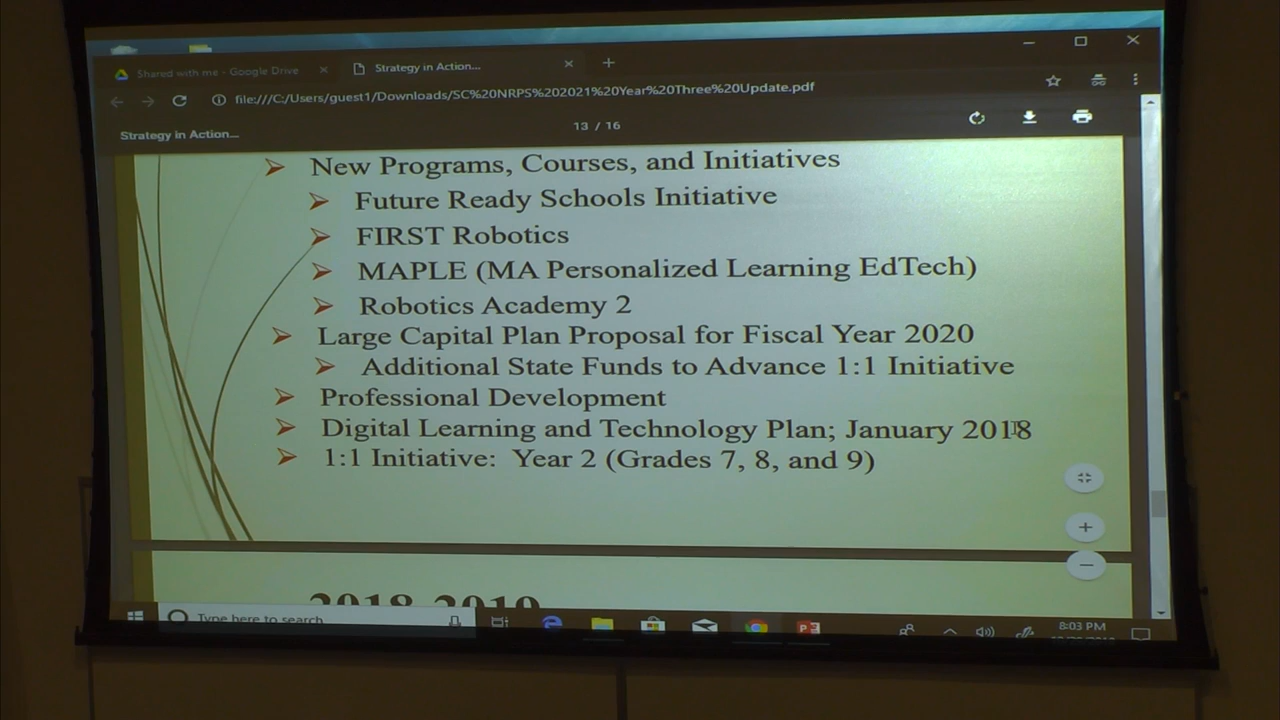 Shared with me - Google Drive
Strategy in Action...
file:///C:/Users/guest1/Downloads/SC%20NRPS%202021%20Year%20Three%20Update.pdf
Strategy in Action...
13 / 16
New Programs, Courses, and Initiatives
Future Ready Schools Initiative
FIRST Robotics
MAPLE (MA Personalized Learning EdTech)
Robotics Academy 2
Large Capital Plan Proposal for Fiscal Year 2020
Additional State Funds to Advance 1:1 Initiative
Professional Development
Digital Learning and Technology Plan; January 2018
1:1 Initiative: Year 2 (Grades 7, 8, and 9)
2018-2019
Type here to search
8:03 PM